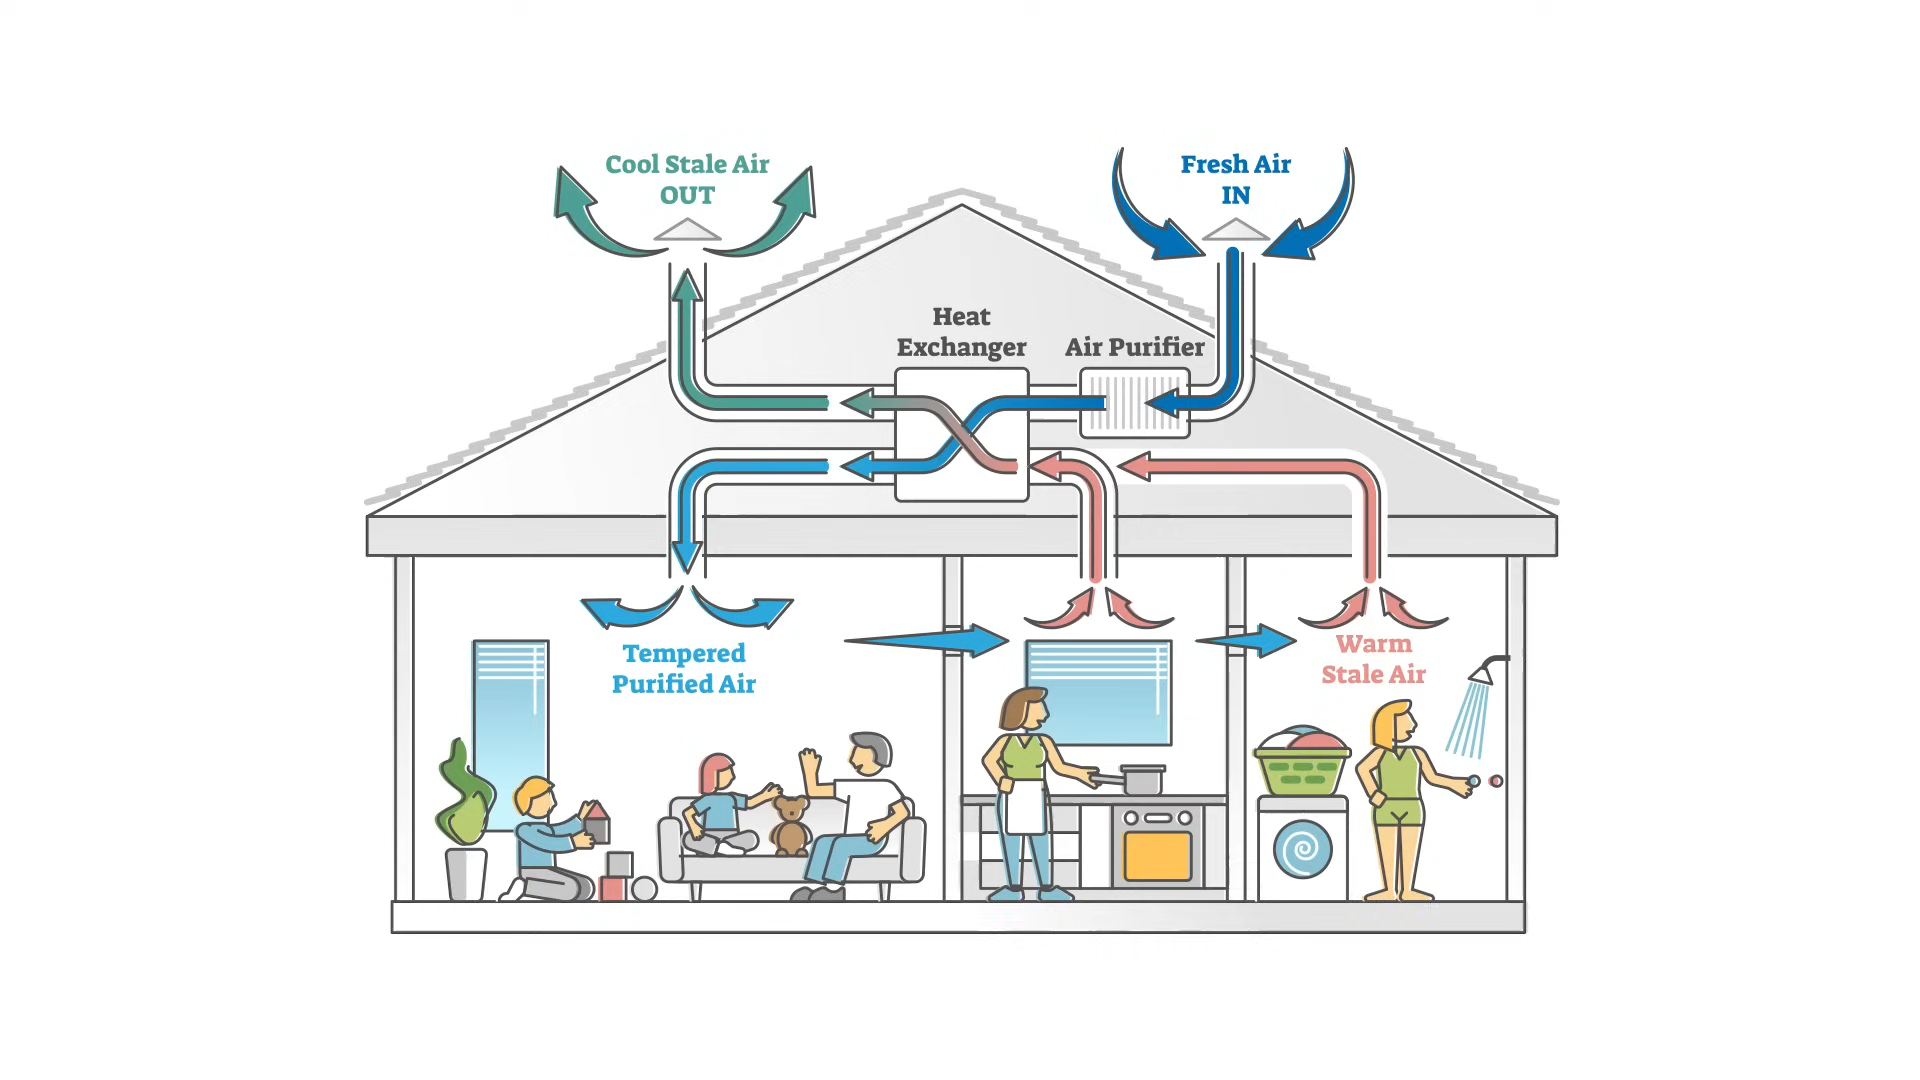 Cool Stale Air
OUT
Fresh Air
IN
Heat
Exchanger
Air Purifier
Tempered
Purified Air
Warm
Stale Air